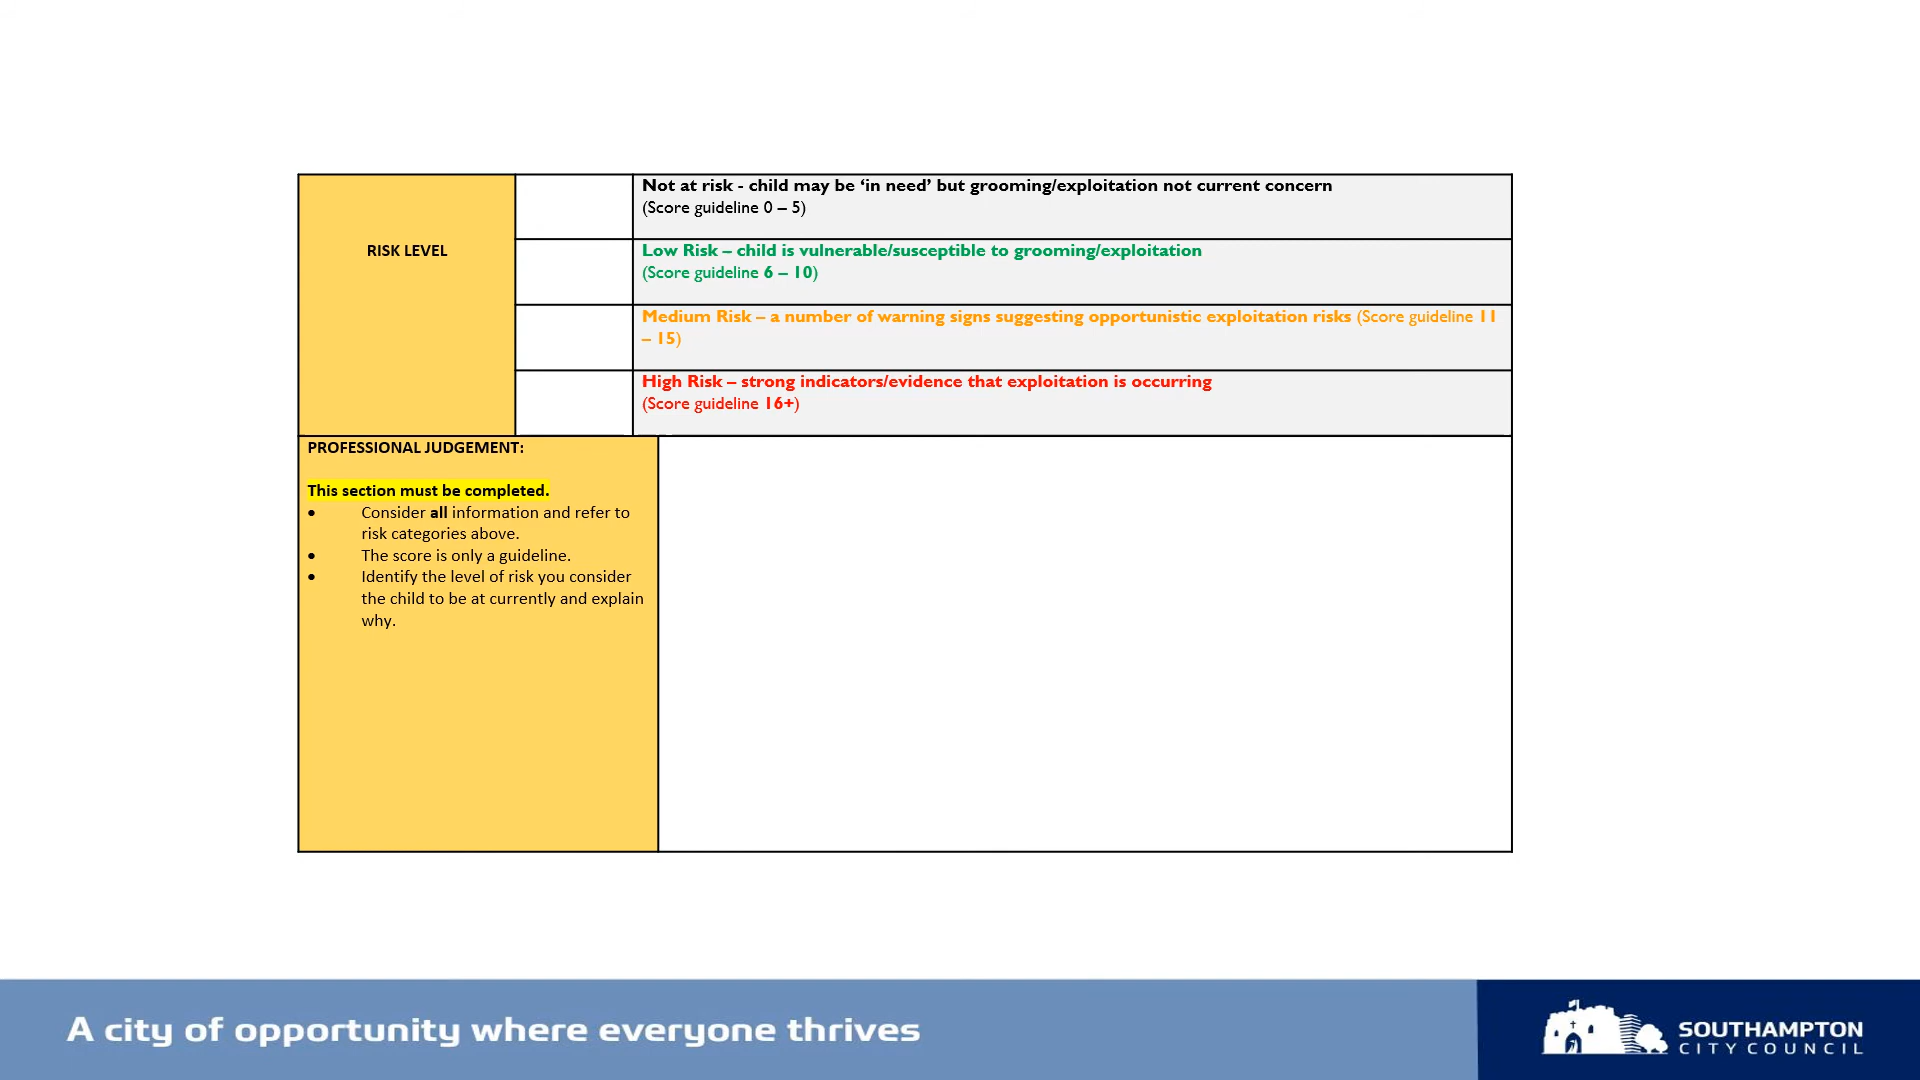 Not at risk - child may be ‘in need’ but grooming/exploitation not current concern
(Score guideline 0 – 5)
RISK LEVEL
Low Risk – child is vulnerable/susceptible to grooming/exploitation
(Score guideline 6 – 10)
Medium Risk – a number of warning signs suggesting opportunistic exploitation risks (Score guideline 11
– 15)
High Risk – strong indicators/evidence that exploitation is occurring
(Score guideline 16+)
PROFESSIONAL JUDGEMENT:
This section must be completed.
• Consider all information and refer to
risk categories above.
• The score is only a guideline.
• Identify the level of risk you consider
the child to be at currently and explain
why.
A city of opportunity where everyone thrives
SOUTHAMPTON
CITY COUNCIL